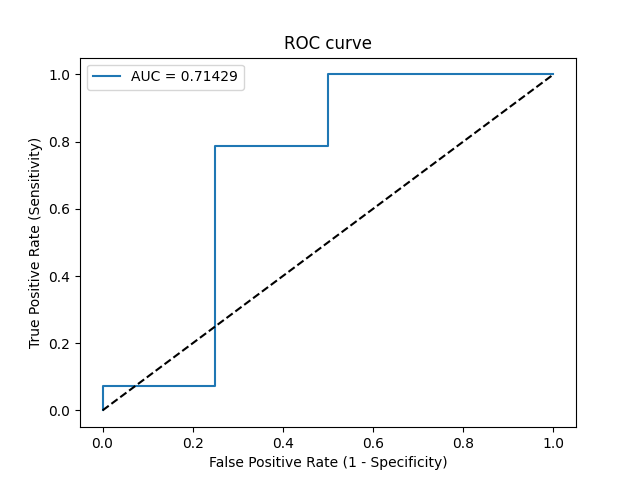 ROC curve
AUC = 0.71429
1.0
0.8
0.6
0.4
0.2
0.0
True Positive Rate (Sensitivity)
0.0 0.2 0.4 0.6 0.8 1.0
False Positive Rate (1 - Specificity)